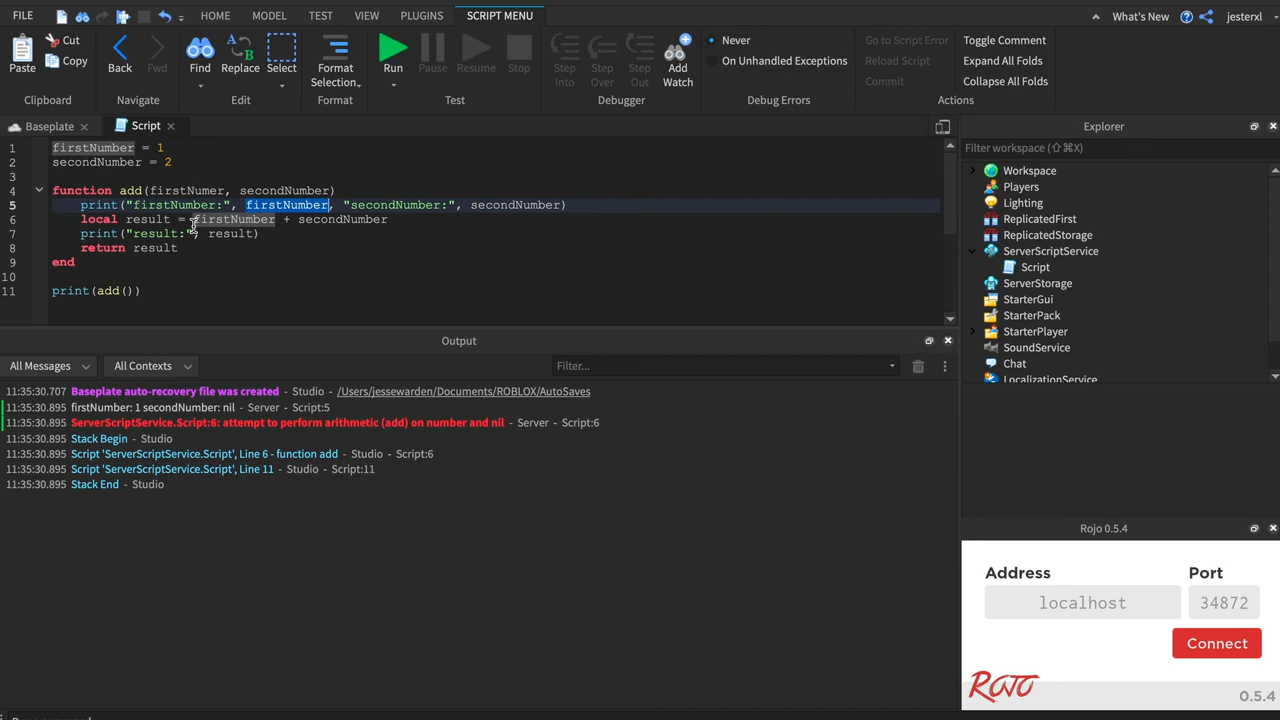 FILE
HOME
MODEL
TEST
VIEW
PLUGINS
SCRIPT MENU
What's New
jesterxl
Paste
Cut
Copy
Clipboard
Back
Fwd
Navigate
Find
Replace
Select
Edit
Format Selection
Format
Run
Pause
Resume
Stop
Test
Step Into
Step Over
Step Out
Add Watch
Debugger
Never
On Unhandled Exceptions
Debug Errors
Go to Script Error
Reload Script
Commit
Toggle Comment
Expand All Folds
Collapse All Folds
Actions
Baseplate
Script
1 firstNumber = 1
2 secondNumber = 2
3
4 function add(firstNumer, secondNumber)
5 print("firstNumber:", firstNumber, "secondNumber:", secondNumber)
6 local result = firstNumber + secondNumber
7 print("result:", result)
8 return result
9 end
10
11 print(add())
Output
All Messages
All Contexts
Filter...
11:35:30.707 Baseplate auto-recovery file was created - Studio - /Users/jessewarden/Documents/ROBLOX/AutoSaves
11:35:30.895 firstNumber: 1 secondNumber: nil - Server - Script:5
11:35:30.895 ServerScriptService.Script:6: attempt to perform arithmetic (add) on number and nil - Server - Script:6
11:35:30.895 Stack Begin - Studio
11:35:30.895 Script 'ServerScriptService.Script', Line 6 - function add - Studio - Script:6
11:35:30.895 Script 'ServerScriptService.Script', Line 11 - Studio - Script:11
11:35:30.895 Stack End - Studio
Explorer
Filter workspace (⇧⌘X)
Workspace
Players
Lighting
ReplicatedFirst
ReplicatedStorage
ServerScriptService
Script
ServerStorage
StarterGui
StarterPack
StarterPlayer
SoundService
Chat
LocalizationService
Rojo 0.5.4
Address
Port
localhost
34872
Connect
Rojo
0.5.4